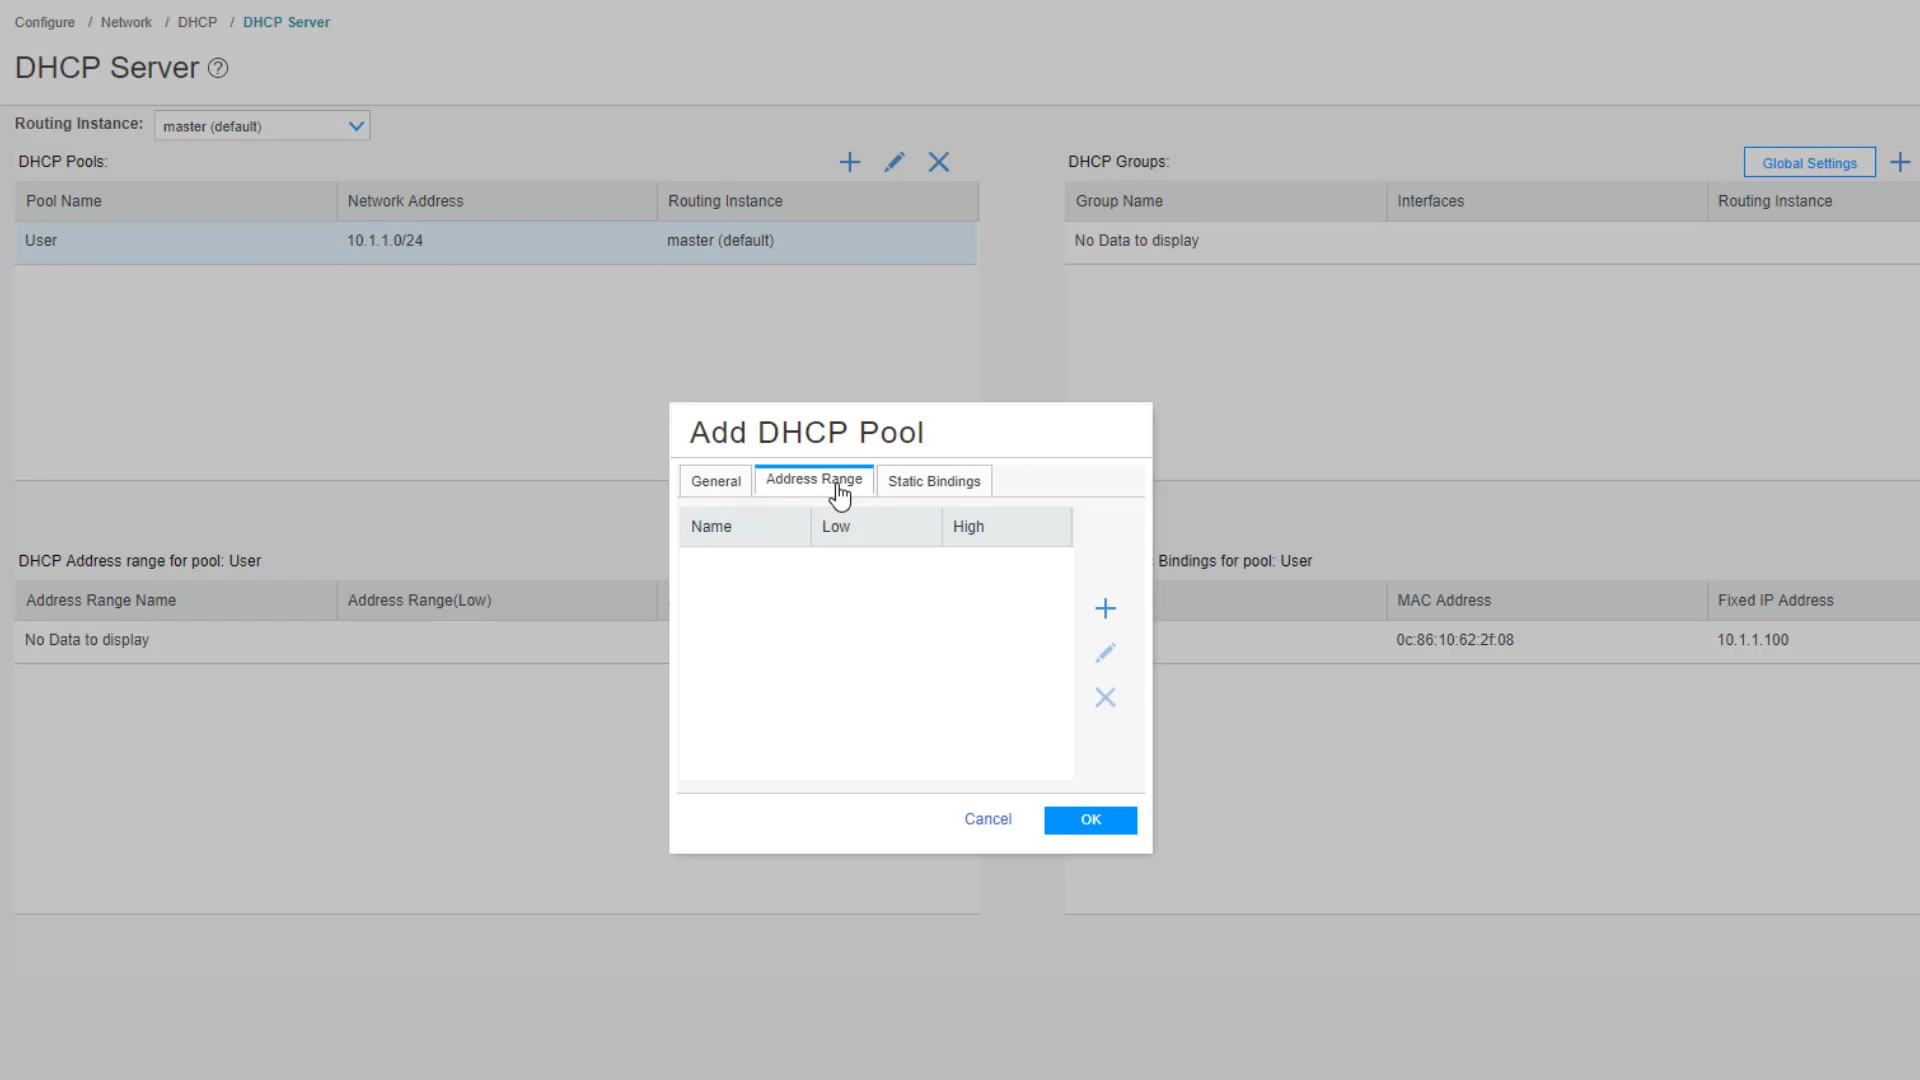 Configure / Network / DHCP / DHCP Server
DHCP Server ?
Routing Instance: master (default)
DHCP Pools:
Pool Name Network Address Routing Instance
User 10.1.1.0/24 master (default)
DHCP Groups: Global Settings
Group Name Interfaces Routing Instance
No Data to display
Add DHCP Pool
General Address Range Static Bindings
Name Low High
Cancel OK
DHCP Address range for pool: User
Address Range Name Address Range(Low)
No Data to display
Bindings for pool: User
MAC Address Fixed IP Address
0c:86:10:62:2f:08 10.1.1.100